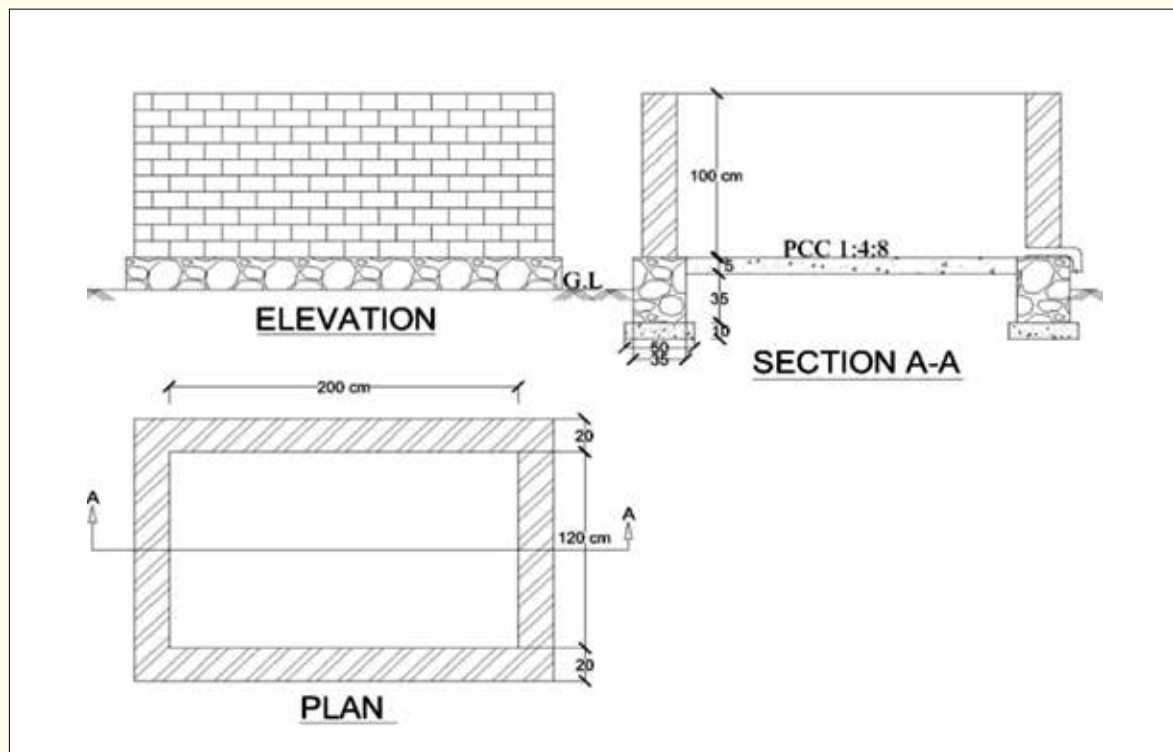 G.L
ELEVATION
100 cm
PCC 1:4:8
5
35
10
50
35
SECTION A-A
200 cm
20
A
A
120 cm
20
PLAN